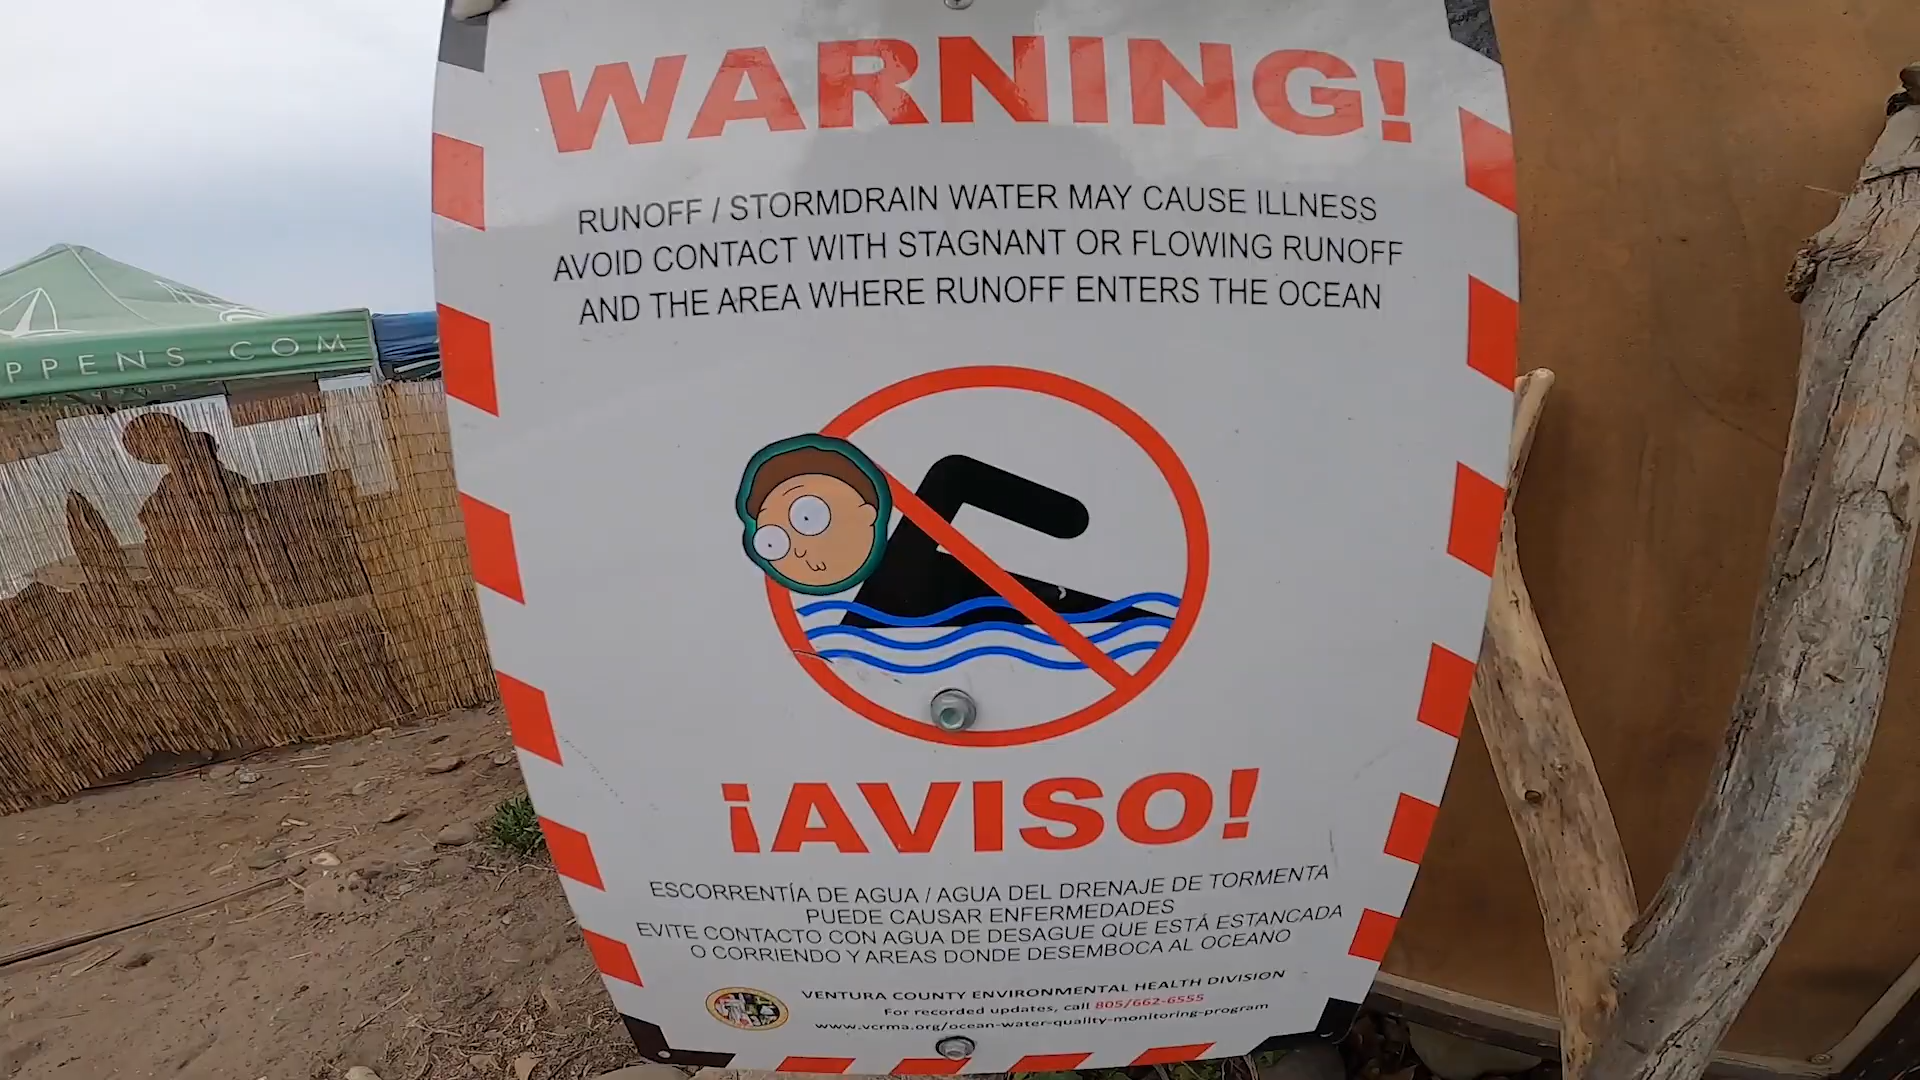 WARNING!
RUNOFF / STORMDRAIN WATER MAY CAUSE ILLNESS
AVOID CONTACT WITH STAGNANT OR FLOWING RUNOFF
AND THE AREA WHERE RUNOFF ENTERS THE OCEAN
PPENS.COM
¡AVISO!
ESCORRENTÍA DE AGUA / AGUA DEL DRENAJE DE TORMENTA
PUEDE CAUSAR ENFERMEDADES
EVITE CONTACTO CON AGUA DE DESAGUE QUE ESTÁ ESTANCADA
O CORRIENDO Y AREAS DONDE DESEMBOCA AL OCEANO
VENTURA COUNTY ENVIRONMENTAL HEALTH DIVISION
For recorded updates, call 805/662-6555
www.vcrma.org/ocean-water-quality-monitoring-program